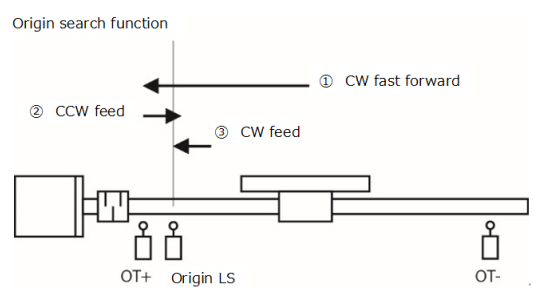 Origin search function
① CW fast forward
② CCW feed
③ CW feed
OT+ Origin LS OT-